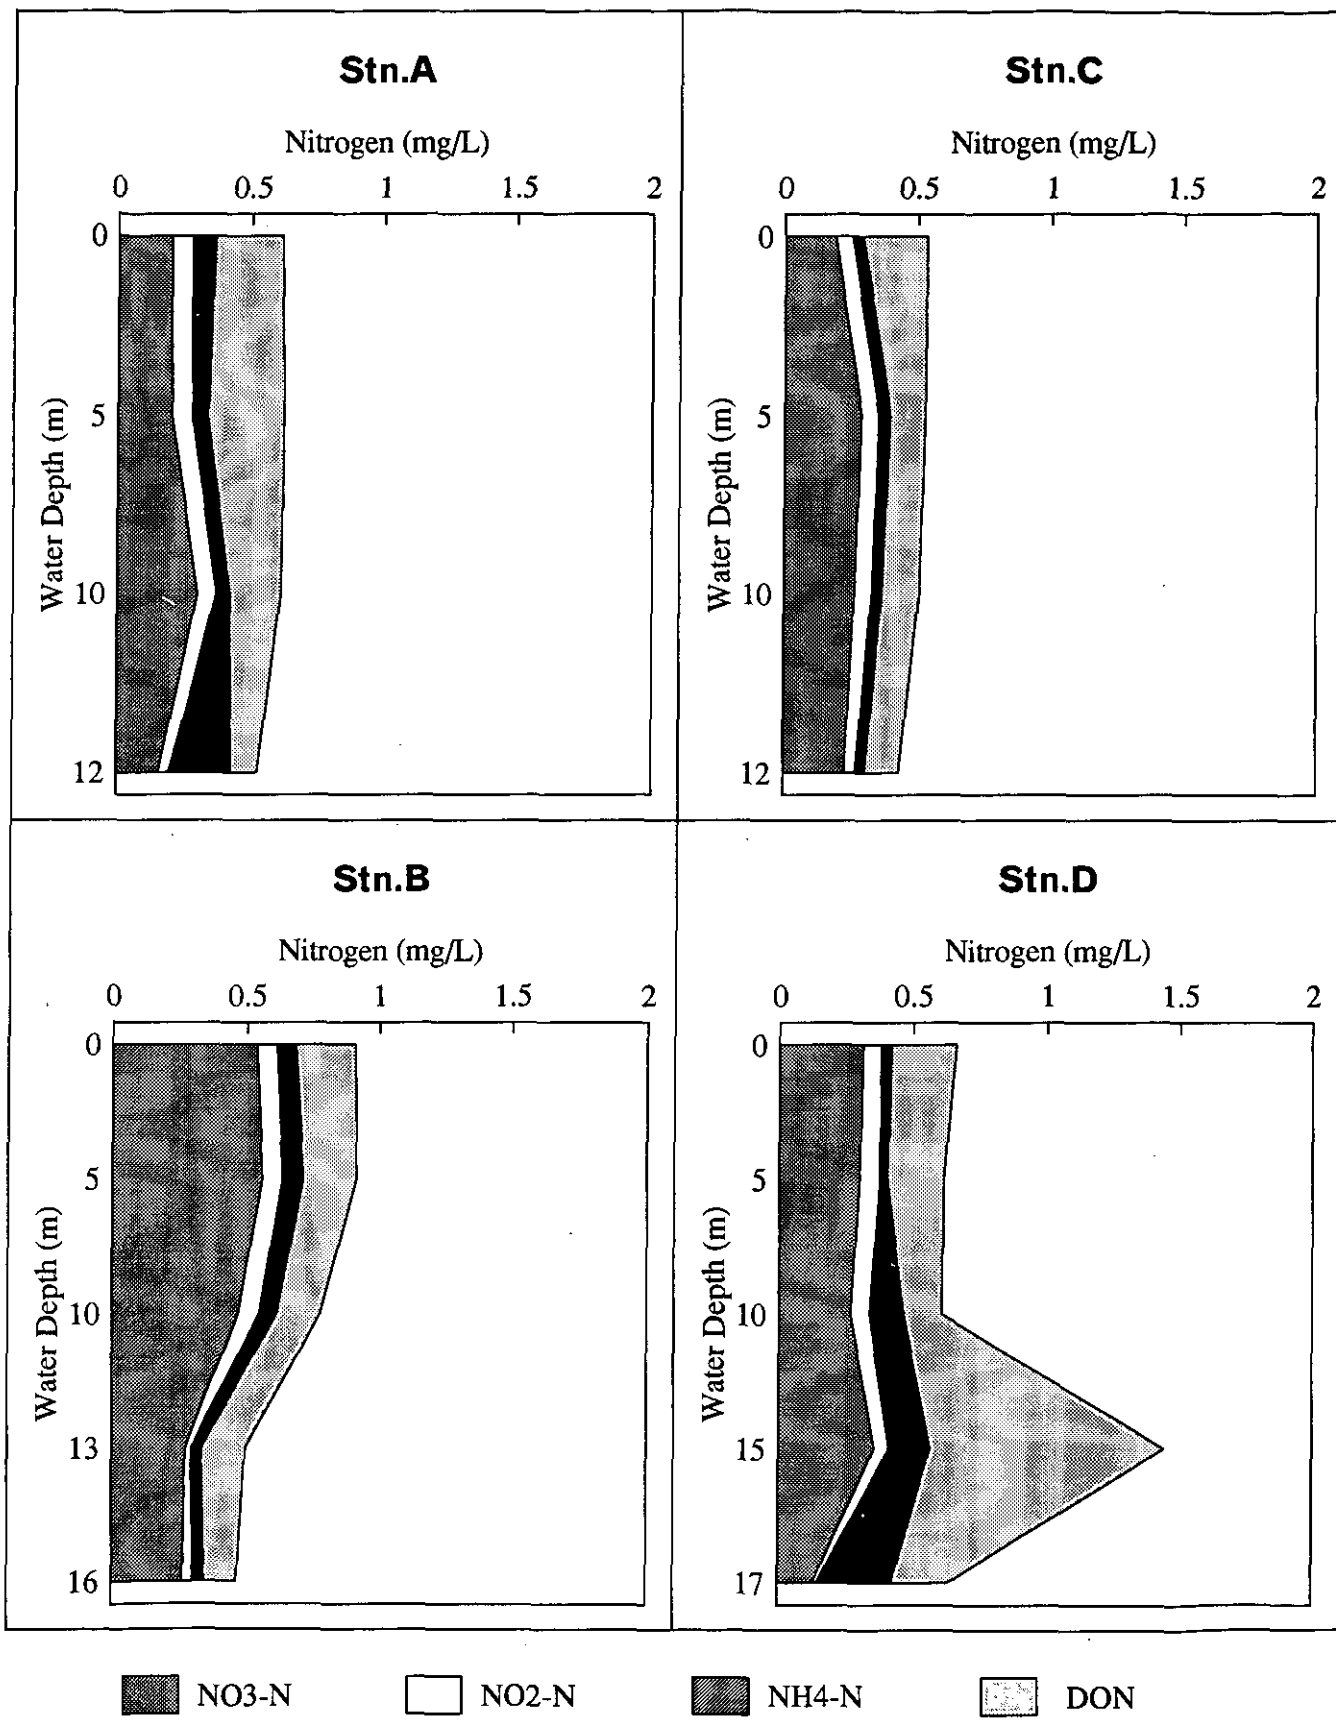 Stn.A
Nitrogen (mg/L)
0 0.5 1 1.5 2
Water Depth (m)
0
5
10
12
Stn.C
Nitrogen (mg/L)
0 0.5 1 1.5 2
Water Depth (m)
0
5
10
12
Stn.B
Nitrogen (mg/L)
0 0.5 1 1.5 2
Water Depth (m)
0
5
10
13
16
Stn.D
Nitrogen (mg/L)
0 0.5 1 1.5 2
Water Depth (m)
0
5
10
15
17
NO3-N NO2-N NH4-N DON